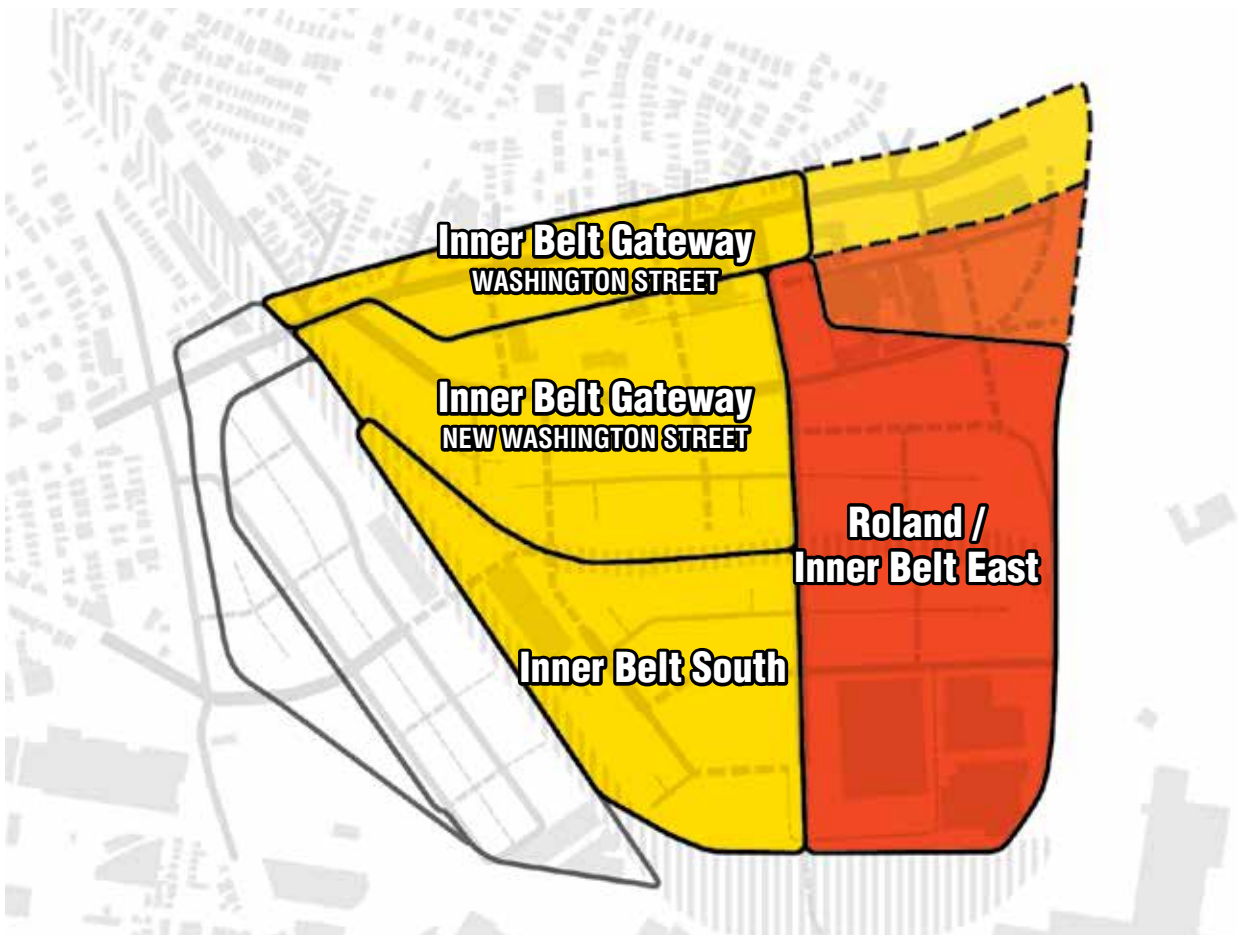 Inner Belt Gateway
WASHINGTON STREET
Inner Belt Gateway
NEW WASHINGTON STREET
Roland /
Inner Belt East
Inner Belt South